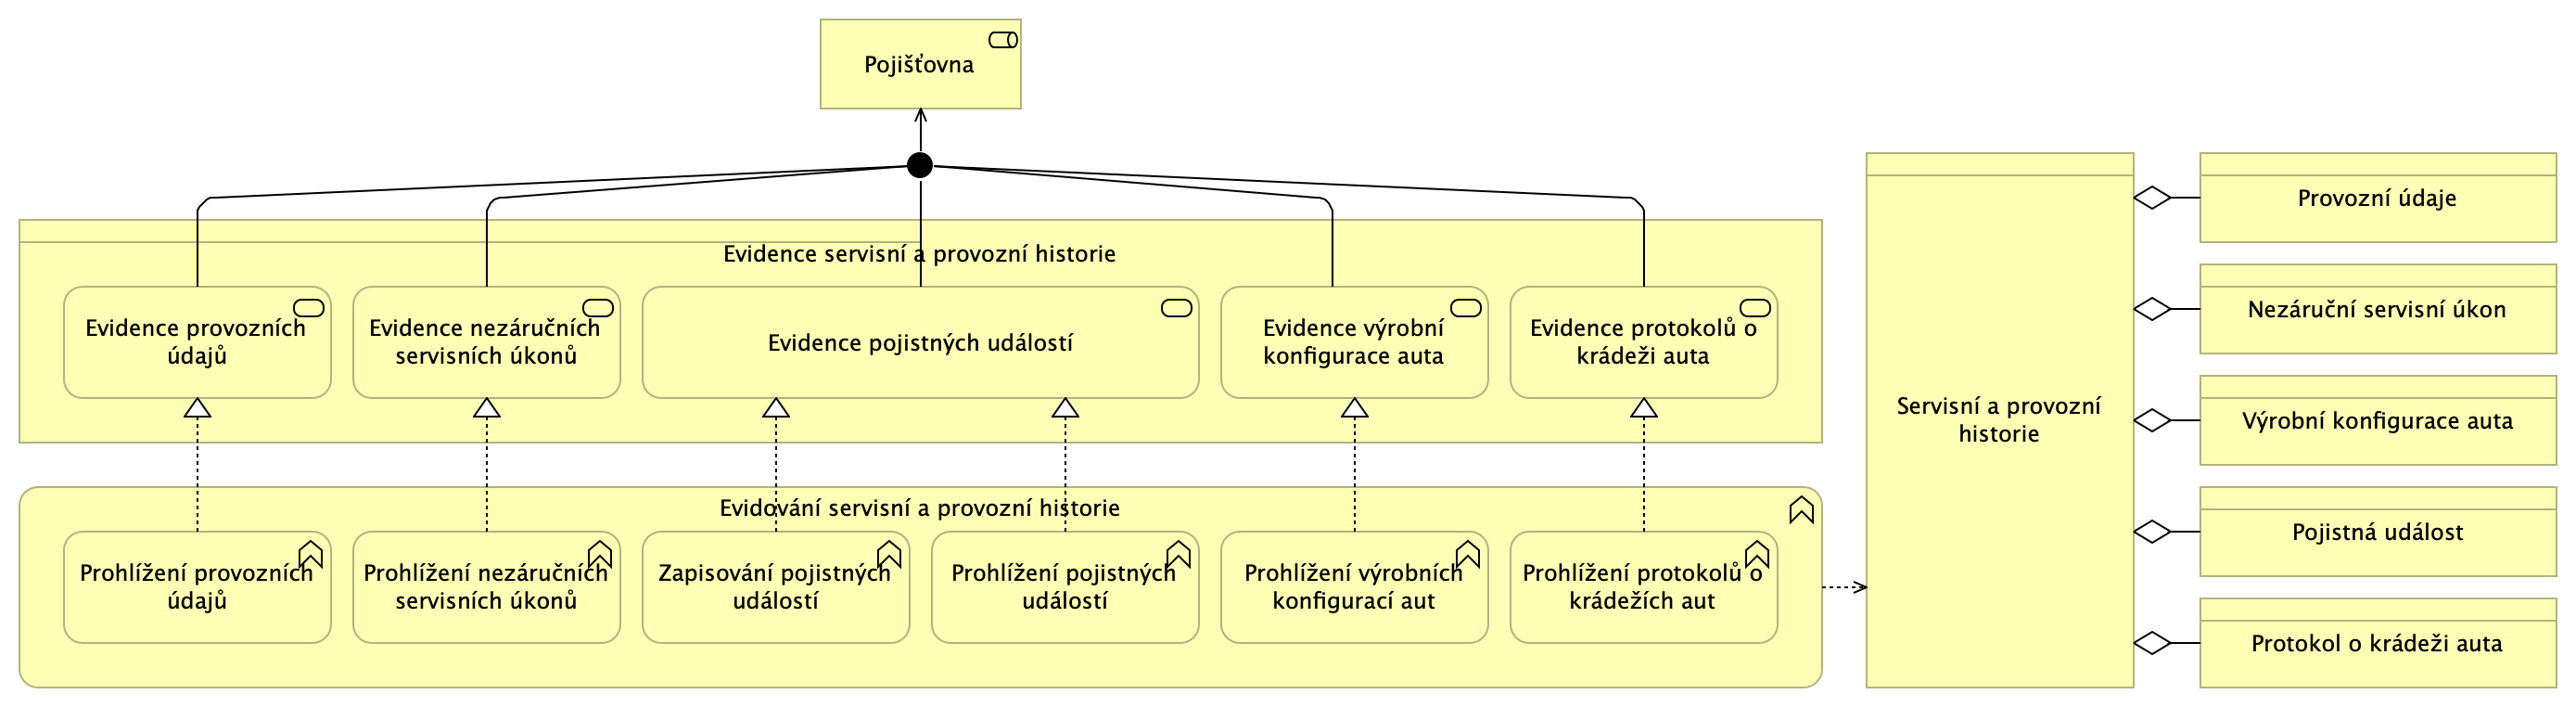 Pojišťovna
Evidence servisní a provozní historie
Evidence provozních
údajů
Evidence nezáručních
servisních úkonů
Evidence pojistných událostí
Evidence výrobní
konfigurace auta
Evidence protokolů o
krádeži auta
Evidování servisní a provozní historie
Prohlížení provozních
údajů
Prohlížení nezáručních
servisních úkonů
Zapisování pojistných
událostí
Prohlížení pojistných
událostí
Prohlížení výrobních
konfigurací aut
Prohlížení protokolů o
krádežích aut
Servisní a provozní
historie
Provozní údaje
Nezáruční servisní úkon
Výrobní konfigurace auta
Pojistná událost
Protokol o krádeži auta